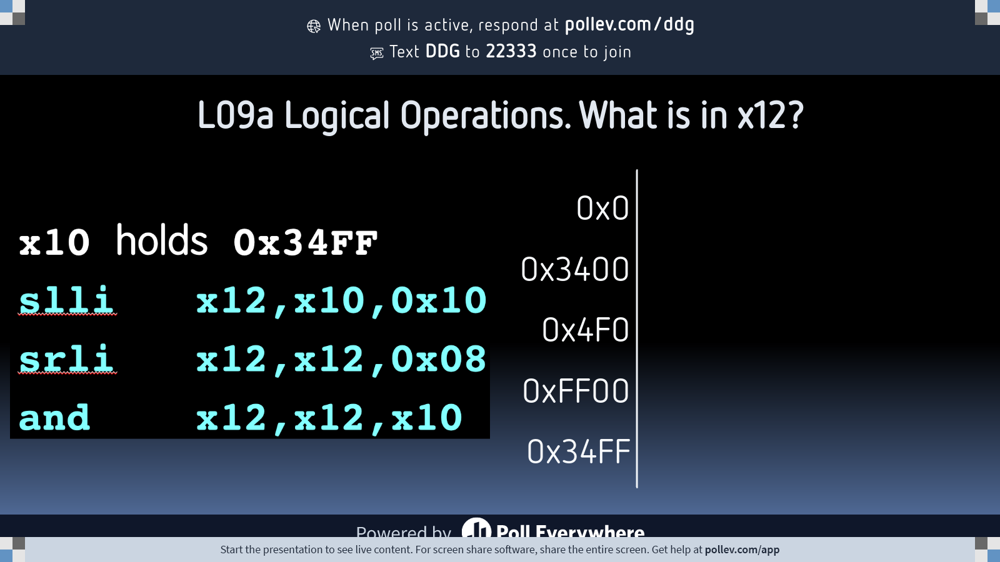 When poll is active, respond at pollev.com/ddg
SMS Text DDG to 22333 once to join
L09a Logical Operations. What is in x12?
x10 holds 0x34FF
slli x12,x10,0x10
srli x12,x12,0x08
and x12,x12,x10
0x0
0x3400
0x4F0
0xFF00
0x34FF
Powered by Poll Everywhere
Start the presentation to see live content. For screen share software, share the entire screen. Get help at pollev.com/app